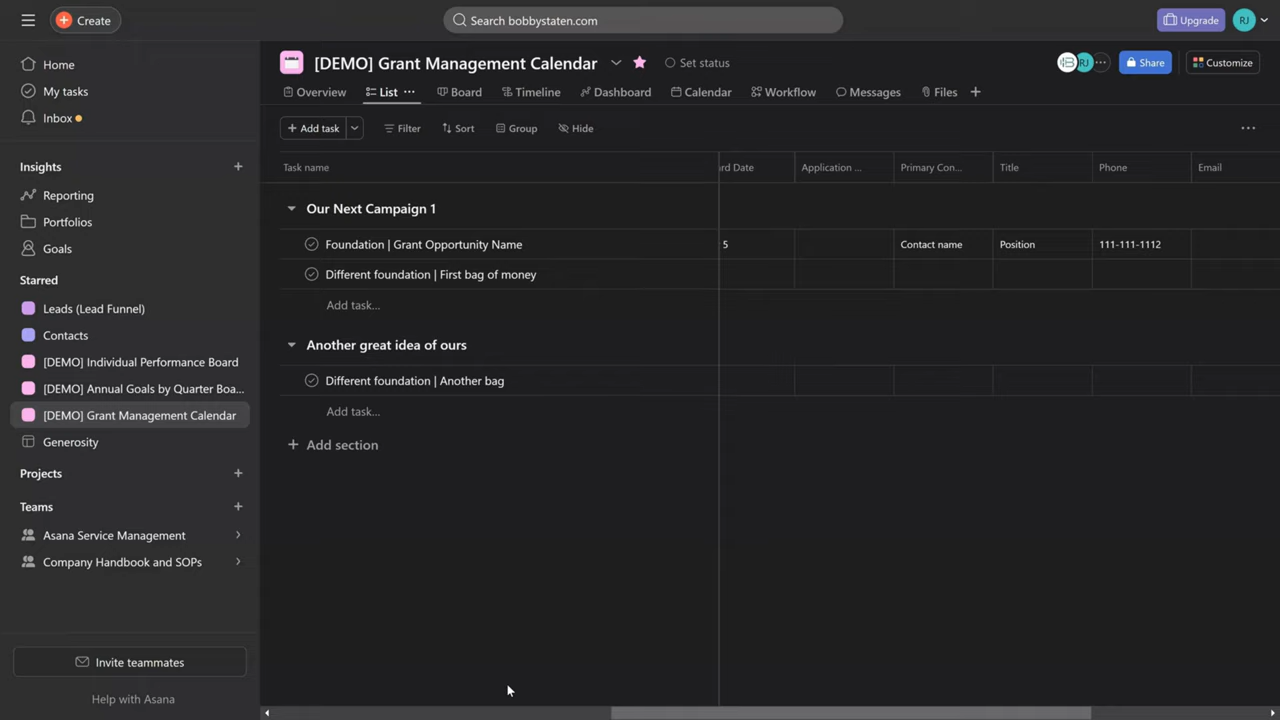 Create
Search bobbystaten.com
Upgrade
RJ
Home
My tasks
Inbox
Insights
Reporting
Portfolios
Goals
Starred
Leads (Lead Funnel)
Contacts
[DEMO] Individual Performance Board
[DEMO] Annual Goals by Quarter Boa...
[DEMO] Grant Management Calendar
Generosity
Projects
Teams
Asana Service Management
Company Handbook and SOPs
Invite teammates
Help with Asana
[DEMO] Grant Management Calendar
Set status
RJ
Share
Customize
Overview
List
Board
Timeline
Dashboard
Calendar
Workflow
Messages
Files
Add task
Filter
Sort
Group
Hide
Task name
rd Date
Application ...
Primary Con...
Title
Phone
Email
Our Next Campaign 1
Foundation | Grant Opportunity Name
5
Contact name
Position
111-111-1112
Different foundation | First bag of money
Add task...
Another great idea of ours
Different foundation | Another bag
Add task...
Add section